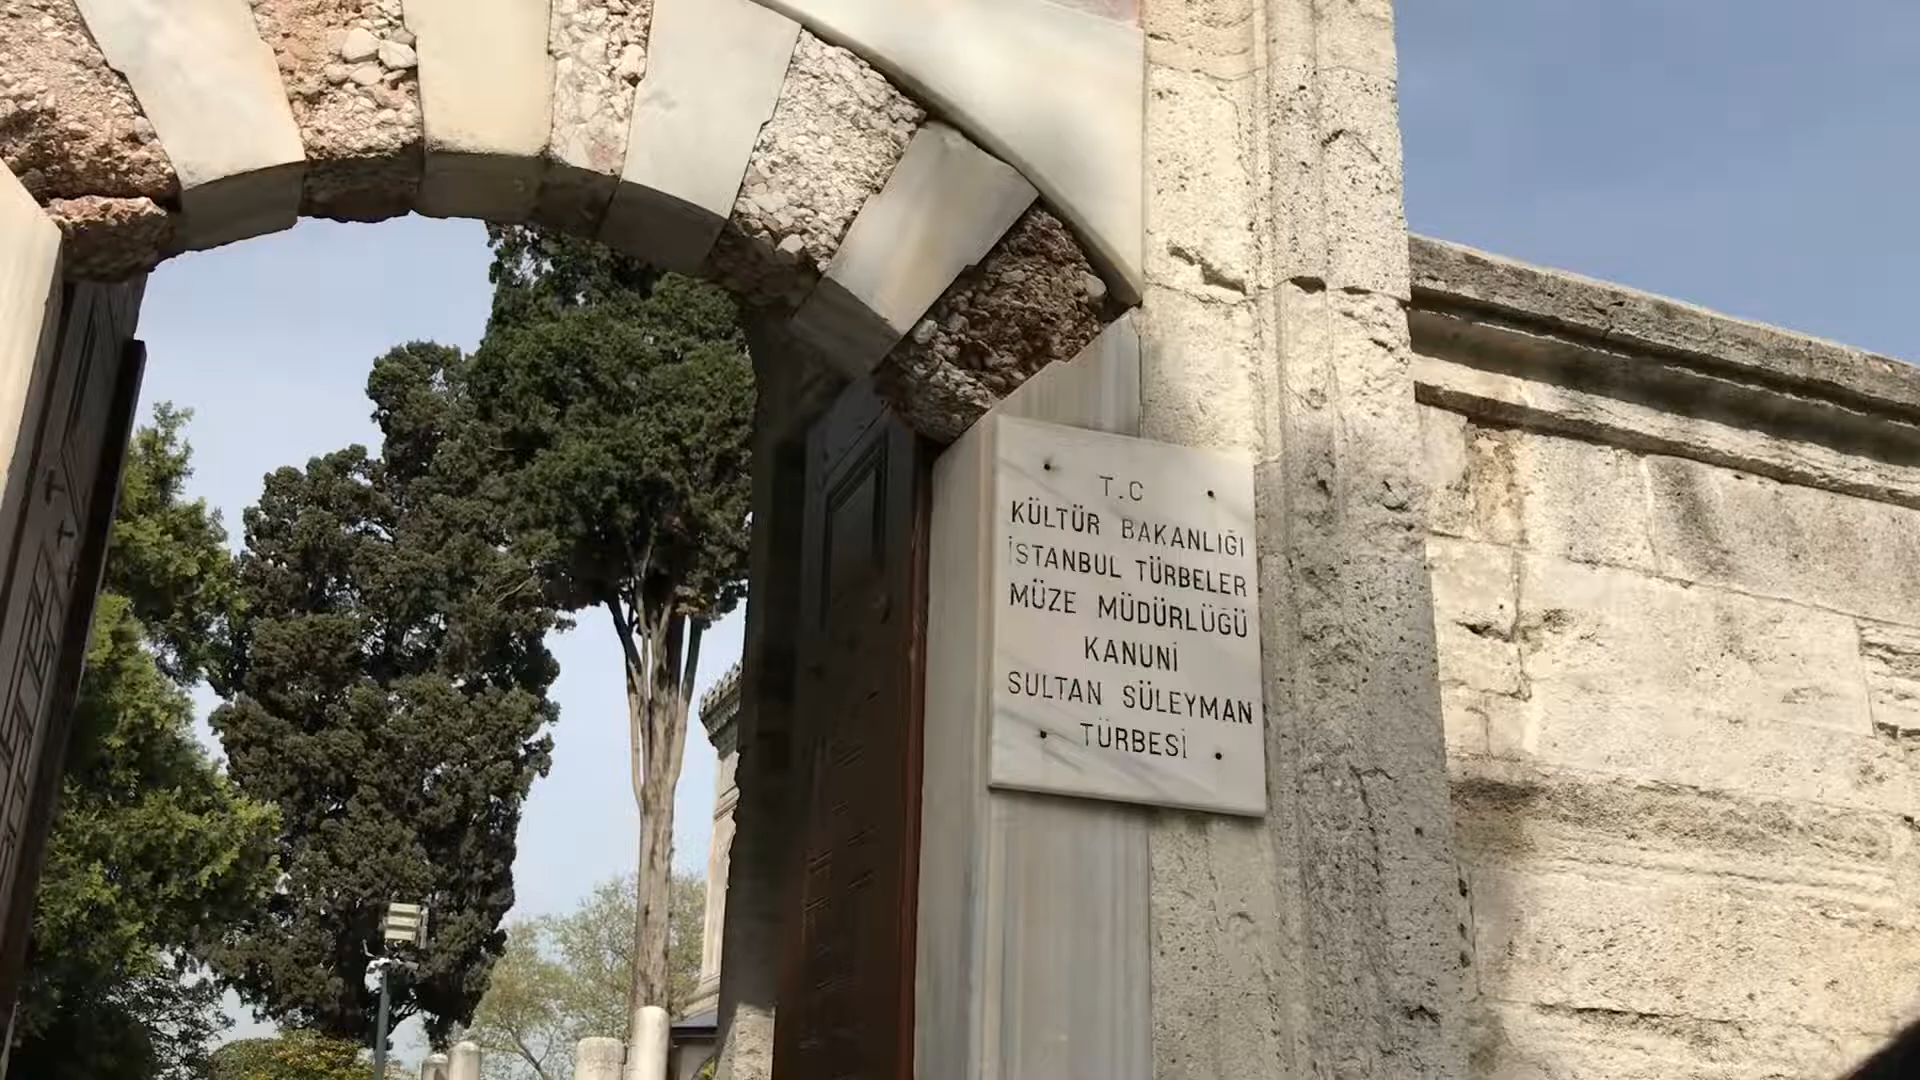 T.C
KÜLTÜR BAKANLIĞI
İSTANBUL TÜRBELER
MÜZE MÜDÜRLÜĞÜ
KANUNİ
SULTAN SÜLEYMAN
TÜRBESİ